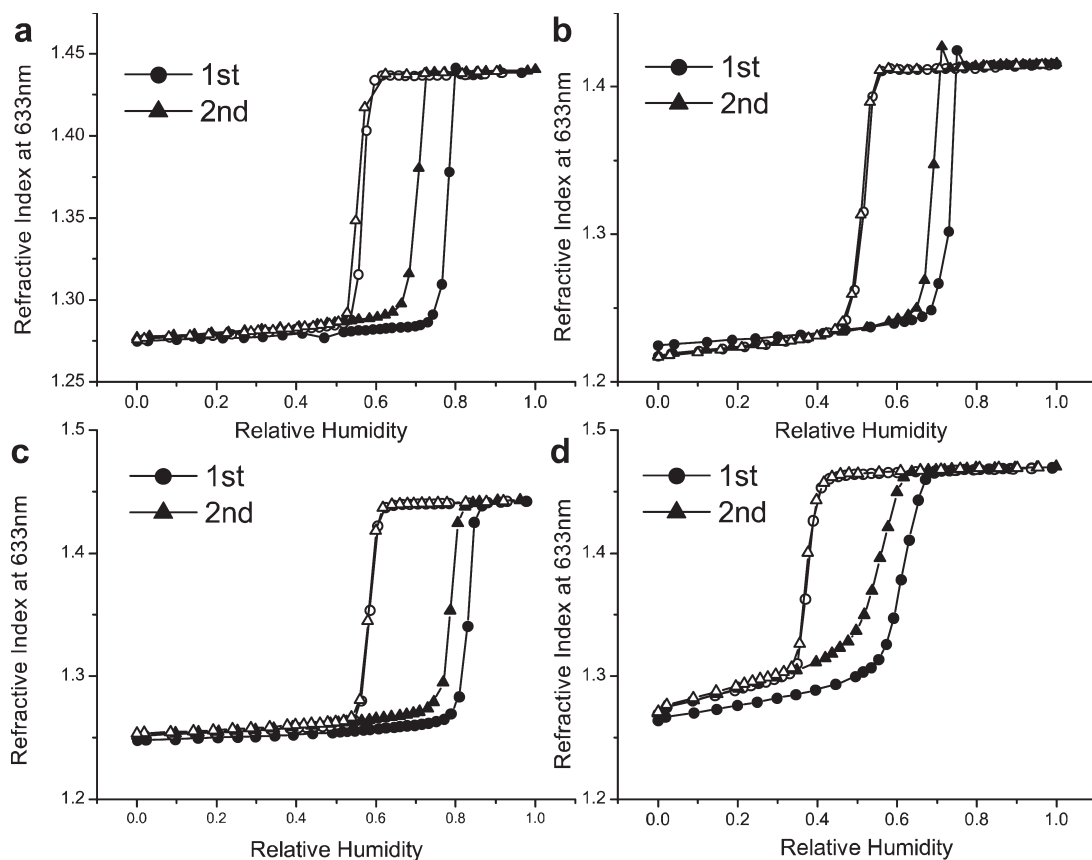 a
1st
2nd
Refractive Index at 633nm
1.45
1.40
1.35
1.30
1.25
0.0 0.2 0.4 0.6 0.8 1.0
Relative Humidity
b
1st
2nd
Refractive Index at 633nm
1.4
1.3
1.2
0.0 0.2 0.4 0.6 0.8 1.0
Relative Humidity
c
1st
2nd
Refractive Index at 633nm
1.5
1.4
1.3
1.2
0.0 0.2 0.4 0.6 0.8 1.0
Relative Humidity
d
1st
2nd
Refractive Index at 633nm
1.5
1.4
1.3
1.2
0.0 0.2 0.4 0.6 0.8 1.0
Relative Humidity